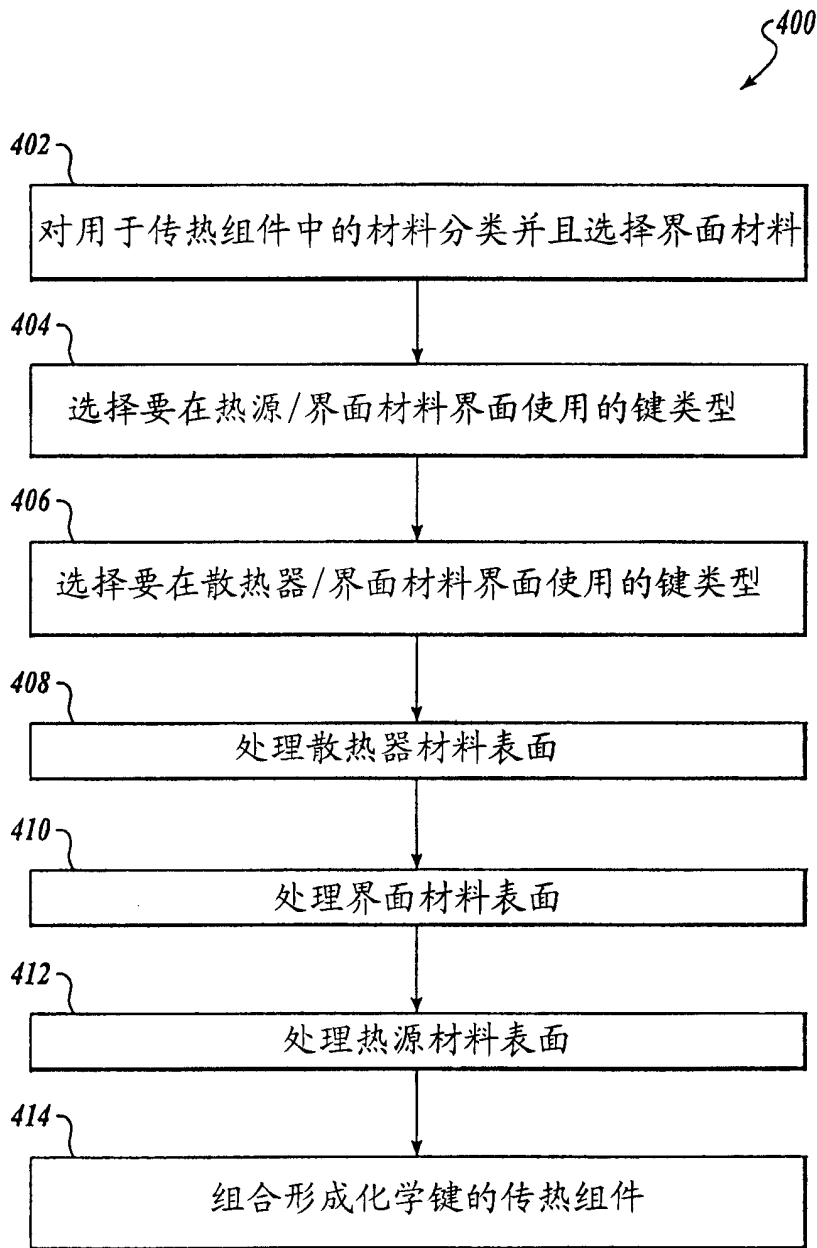 400
402
对用于传热组件中的材料分类并且选择界面材料
404
选择要在热源/界面材料界面使用的键类型
406
选择要在散热器/界面材料界面使用的键类型
408
处理散热器材料表面
410
处理界面材料表面
412
处理热源材料表面
414
组合形成化学键的传热组件